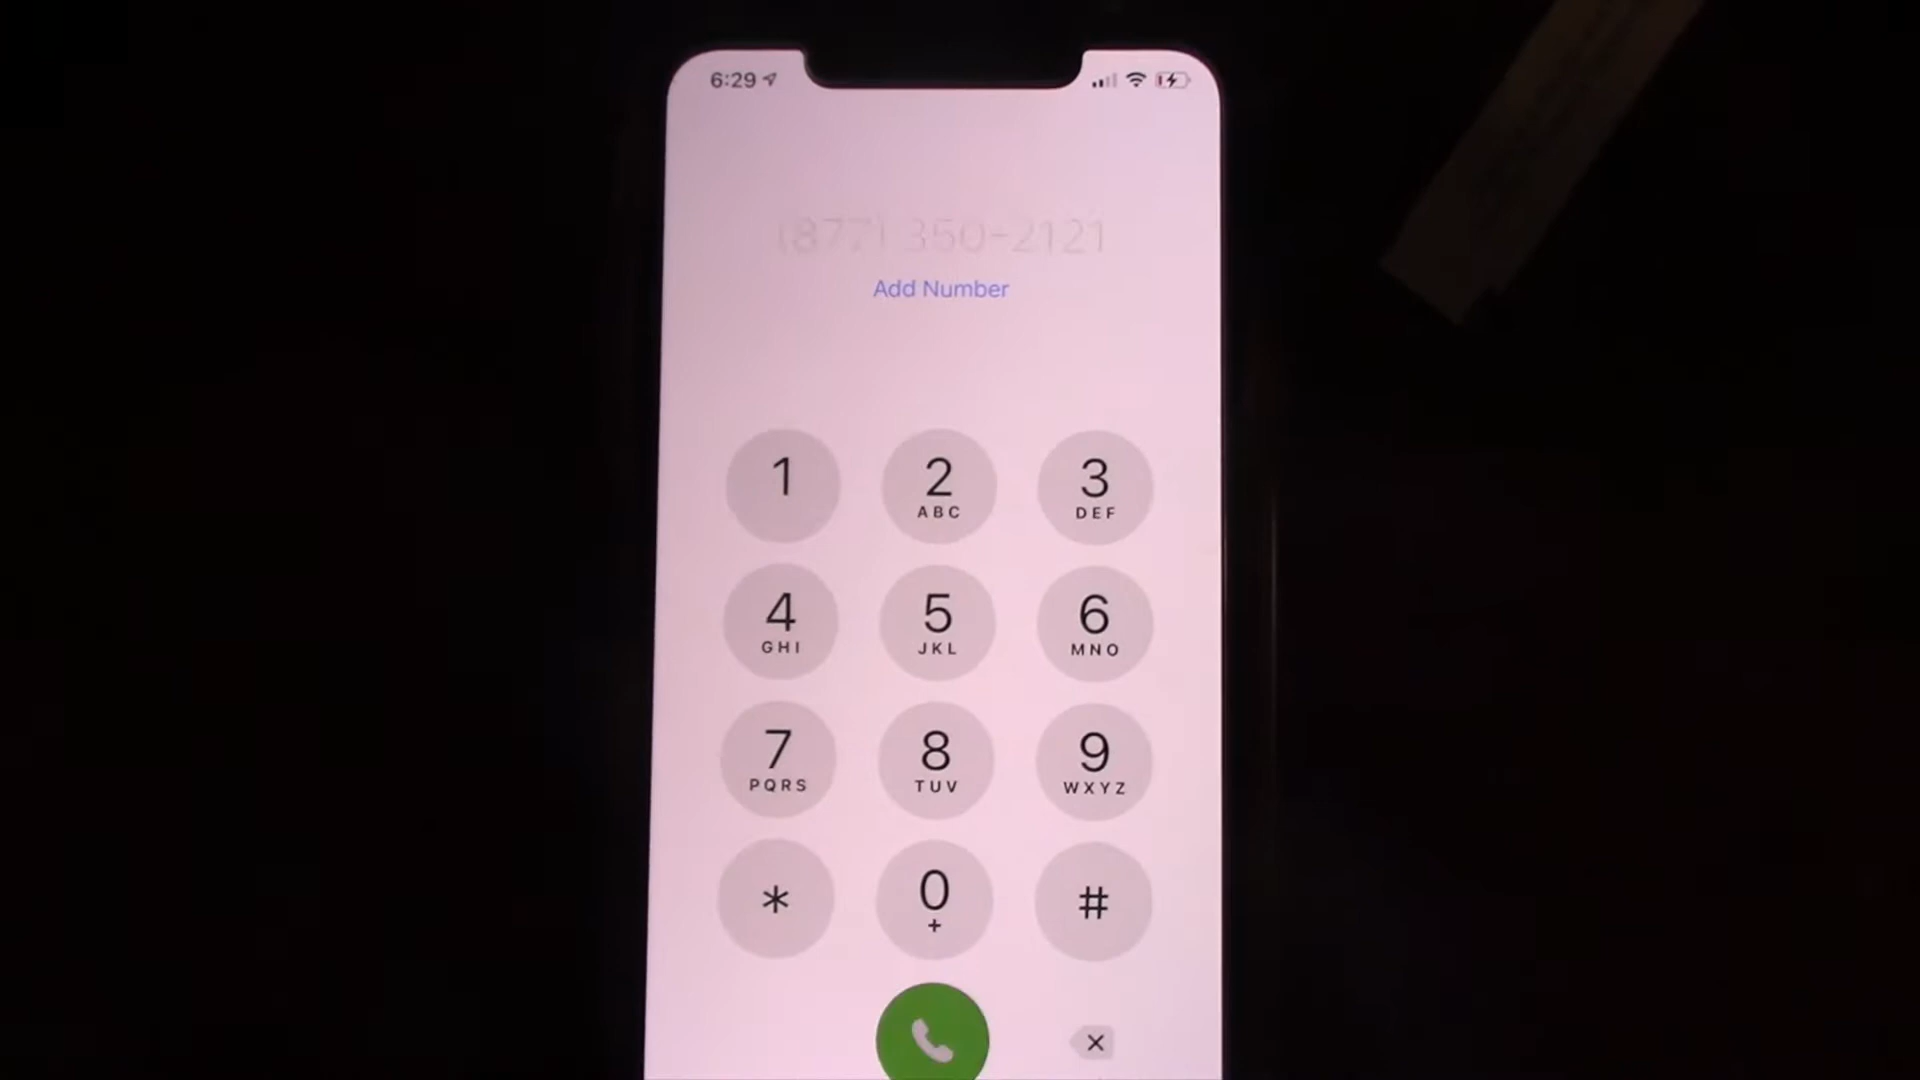 6:29
(877) 350-2121
Add Number
1
2
ABC
3
DEF
4
GHI
5
JKL
6
MNO
7
PQRS
8
TUV
9
WXYZ
*
0
+
#